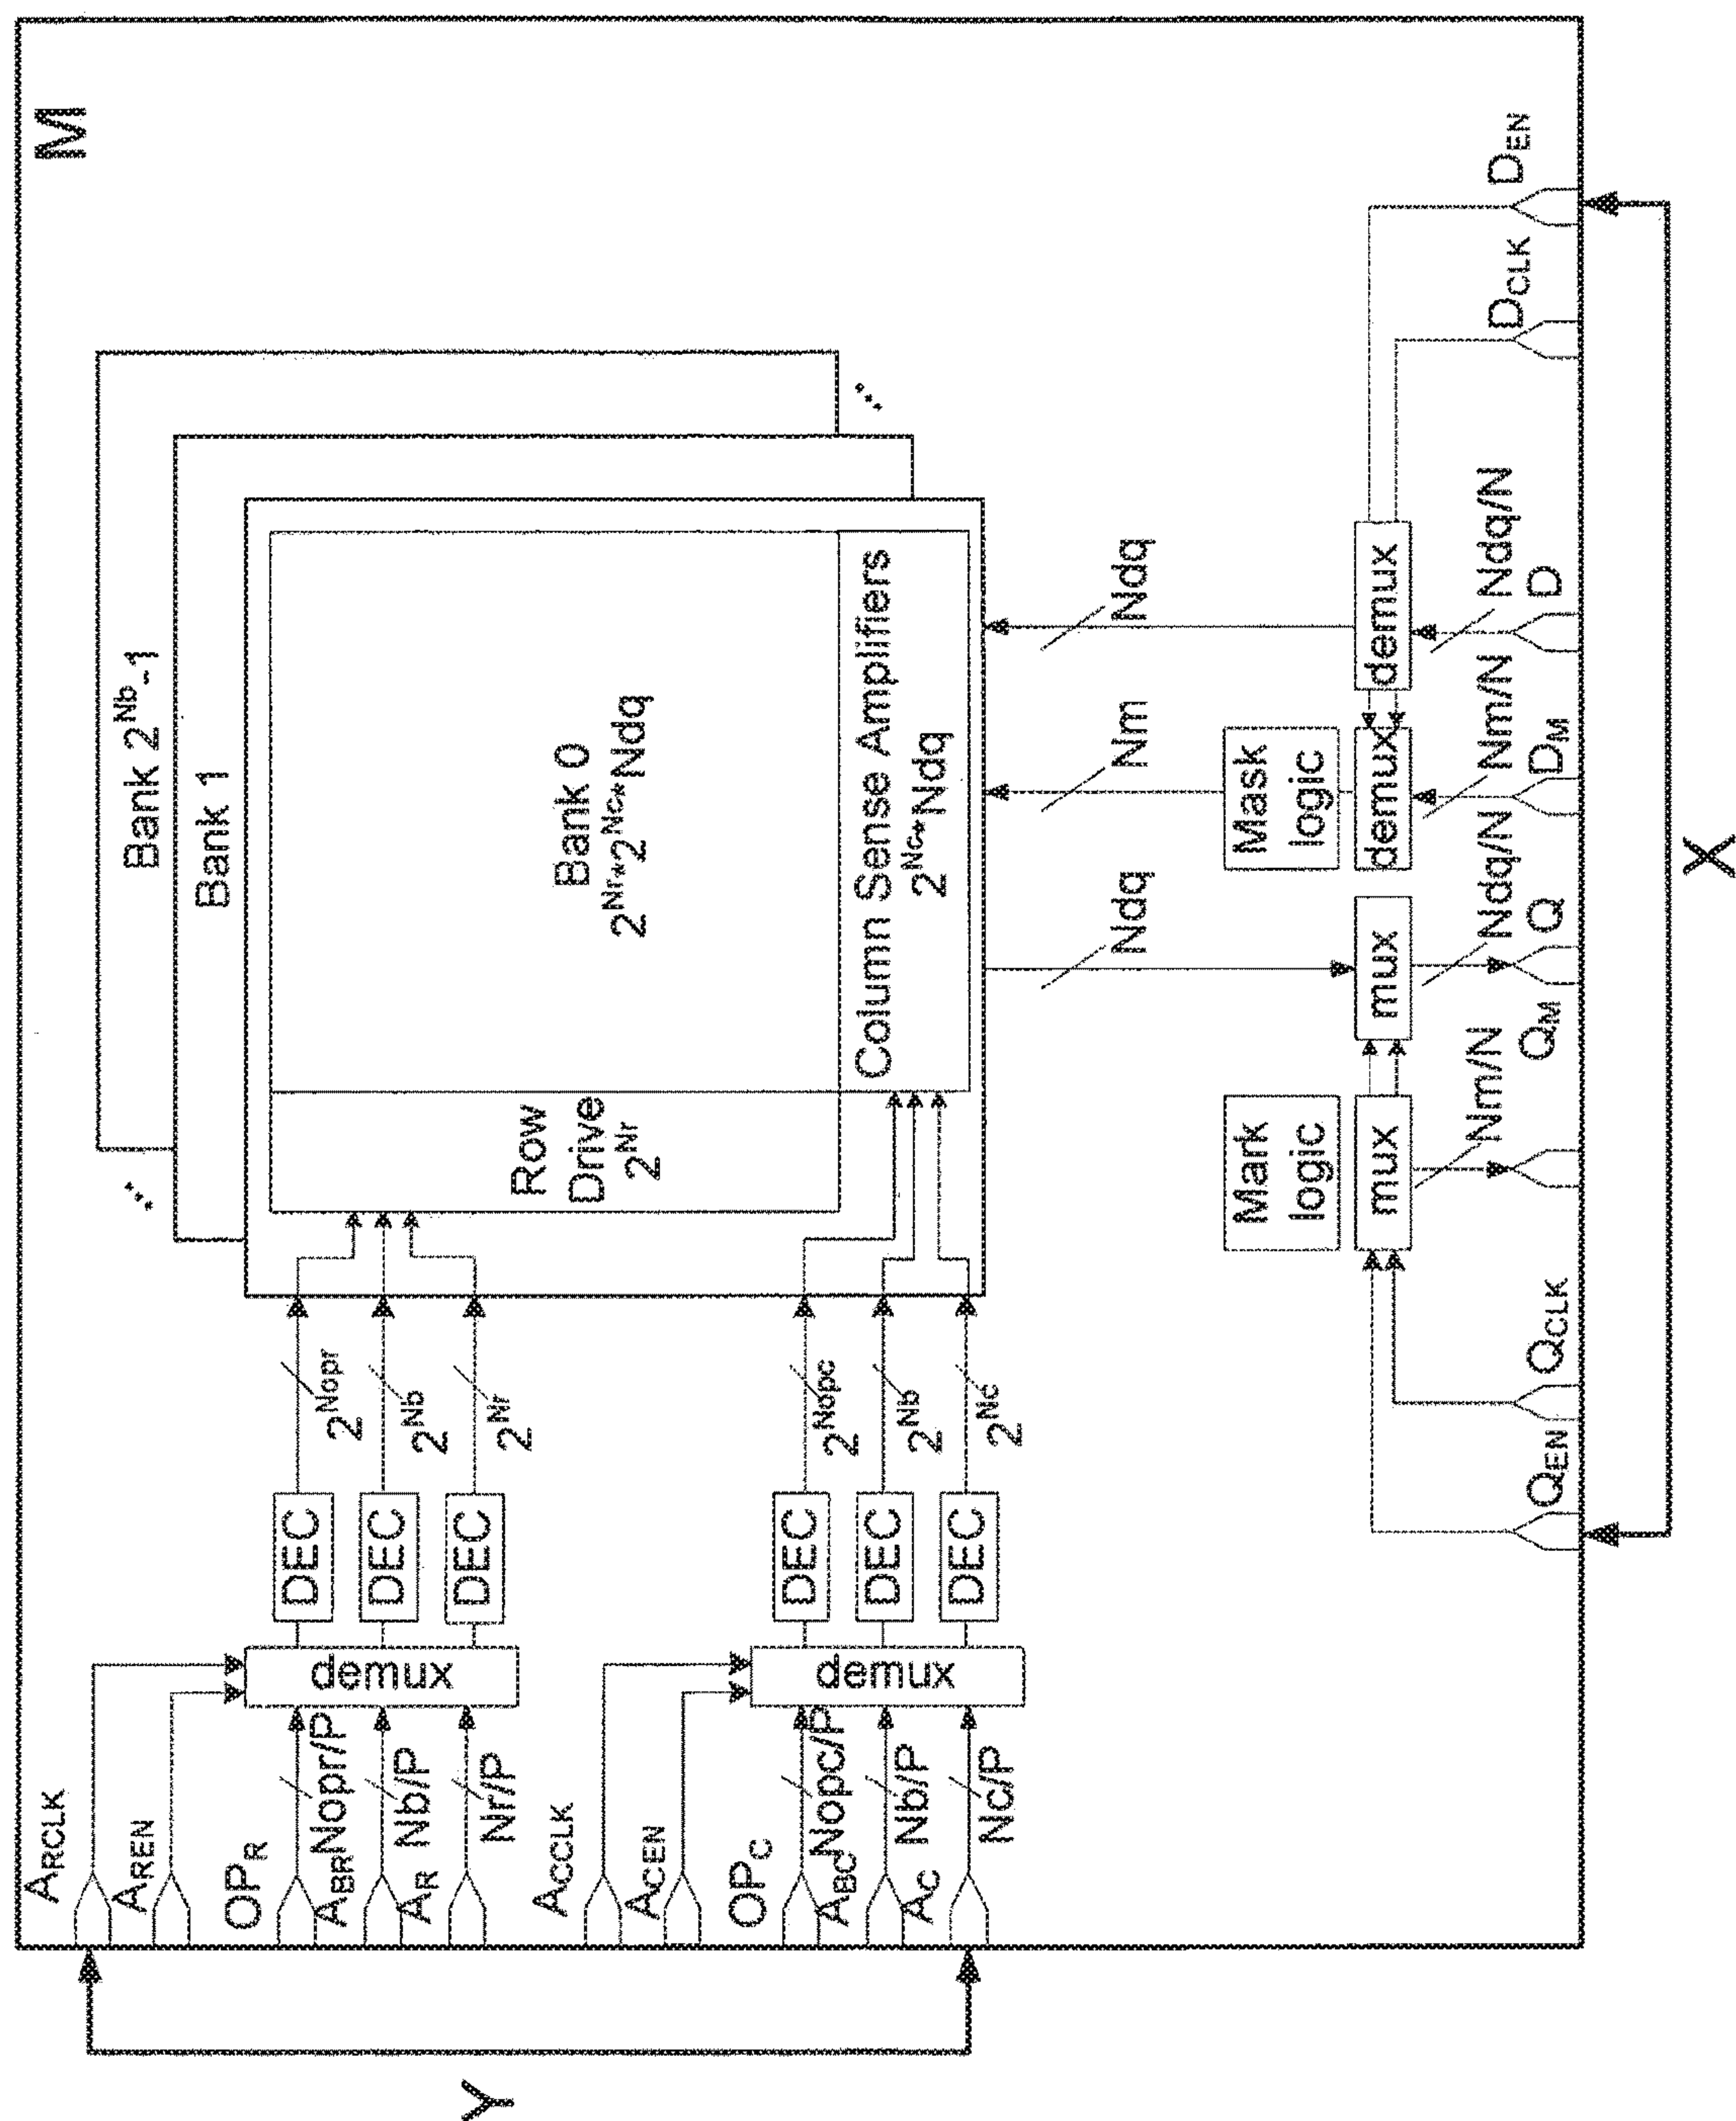 M
Bank 2^Nb-1
Bank 1
Bank 0
2^Nr*2^Nc*Ndq
Row
Drive
2^Nr
Column Sense Amplifiers
2^Nc*Ndq
ARCLK
AREN
OPR
ABR
AR
Nopr/P
Nb/P
Nr/P
demux
DEC
DEC
DEC
2^Nopr
2^Nb
2^Nr
ACCLK
ACEN
OPC
ABC
AC
Nopc/P
Nb/P
Nc/P
demux
DEC
DEC
DEC
2^Nopc
2^Nb
2^Nc
Ndq
Nm
Ndq
Mark
logic
Mask
logic
mux
mux
demux
demux
Nm/N
Ndq/N
Nm/N
Ndq/N
QEN
QCLK
QM
Q
DM
D
DCLK
DEN
X
Y